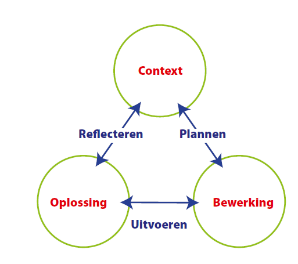 Context
Reflecteren
Plannen
Oplossing
Bewerking
Uitvoeren